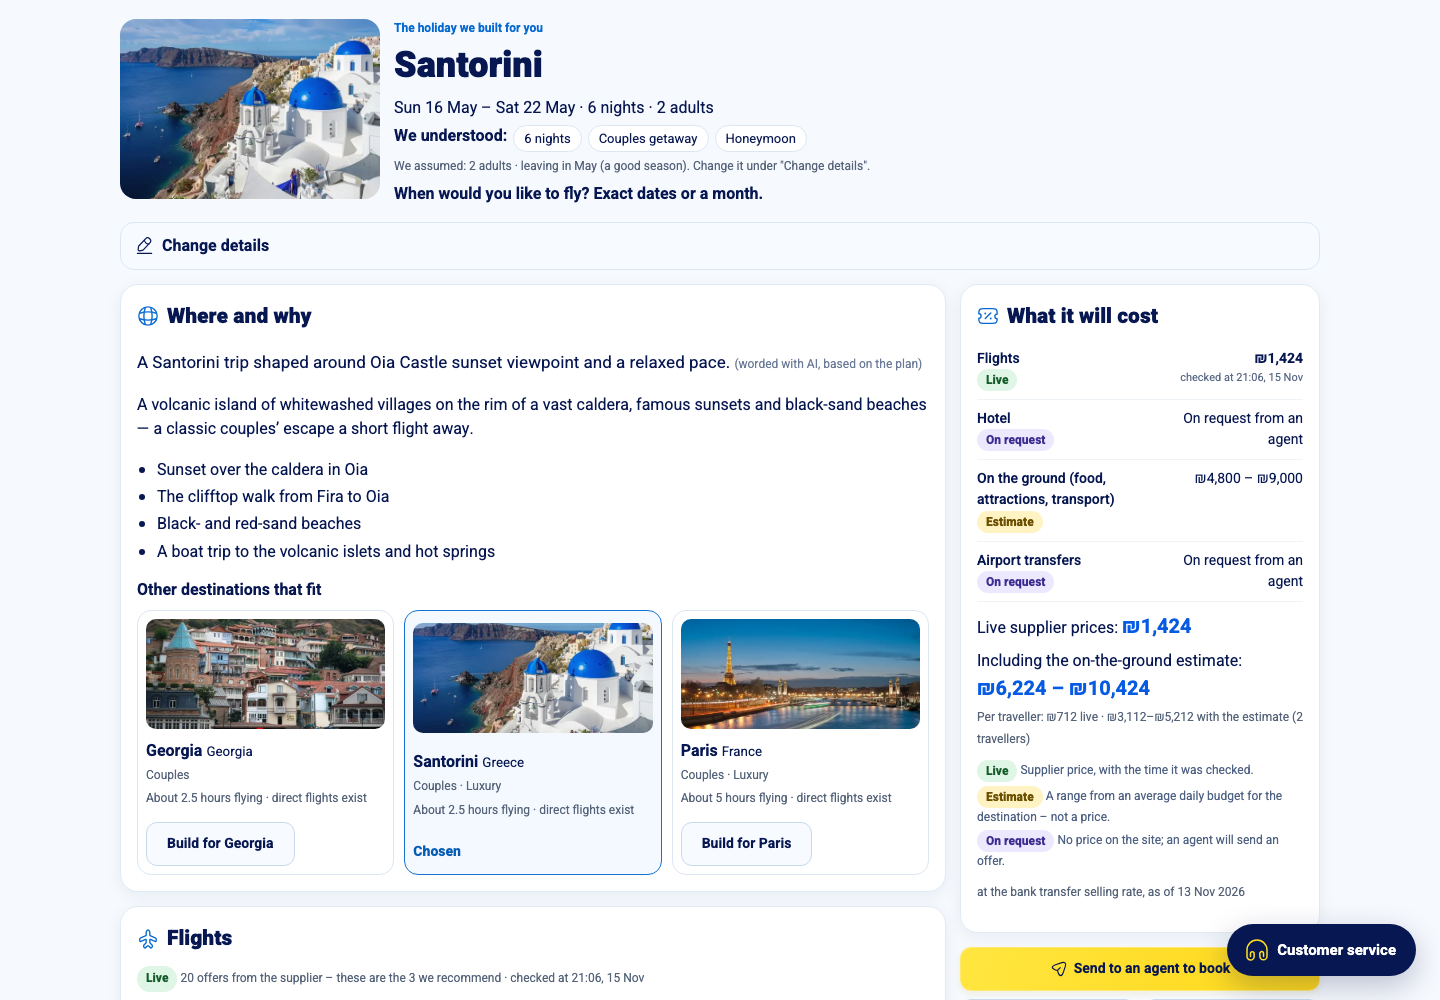 The holiday we built for you
Santorini
Sun 16 May – Sat 22 May · 6 nights · 2 adults
We understood: 6 nights Couples getaway Honeymoon
We assumed: 2 adults · leaving in May (a good season). Change it under "Change details".
When would you like to fly? Exact dates or a month.
Change details
Where and why
A Santorini trip shaped around Oia Castle sunset viewpoint and a relaxed pace. (worded with AI, based on the plan)
A volcanic island of whitewashed villages on the rim of a vast caldera, famous sunsets and black-sand beaches
— a classic couples’ escape a short flight away.
• Sunset over the caldera in Oia
• The clifftop walk from Fira to Oia
• Black- and red-sand beaches
• A boat trip to the volcanic islets and hot springs
Other destinations that fit
Georgia Georgia
Couples
About 2.5 hours flying · direct flights exist
Build for Georgia
Santorini Greece
Couples · Luxury
About 2.5 hours flying · direct flights exist
Chosen
Paris France
Couples · Luxury
About 5 hours flying · direct flights exist
Build for Paris
Flights
Live 20 offers from the supplier – these are the 3 we recommend · checked at 21:06, 15 Nov
What it will cost
Flights ₪1,424
Live checked at 21:06, 15 Nov
Hotel On request from an
On request agent
On the ground (food, ₪4,800 – ₪9,000
attractions, transport)
Estimate
Airport transfers On request from an
On request agent
Live supplier prices: ₪1,424
Including the on-the-ground estimate:
₪6,224 – ₪10,424
Per traveller: ₪712 live · ₪3,112–₪5,212 with the estimate (2
travellers)
Live Supplier price, with the time it was checked.
Estimate A range from an average daily budget for the
destination – not a price.
On request No price on the site; an agent will send an
offer.
at the bank transfer selling rate, as of 13 Nov 2026
Send to an agent to book
Customer service